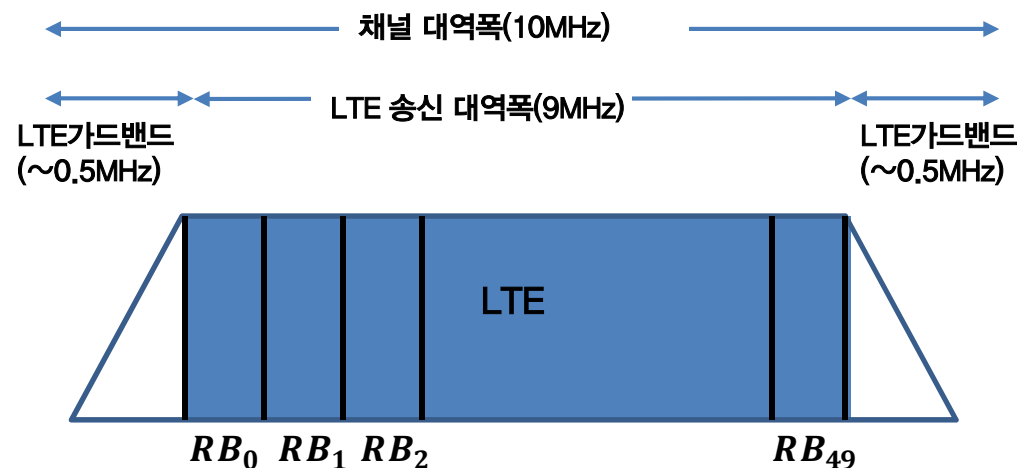 채널 대역폭(10MHz)
LTE 송신 대역폭(9MHz)
LTE가드밴드
(~0.5MHz)
LTE가드밴드
(~0.5MHz)
LTE
RB₀ RB₁ RB₂ RB₄₉